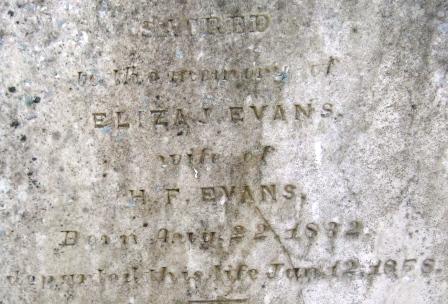 SACRED
to the memory of
ELIZA J. EVANS.
wife of
H. F. EVANS.
Born 22. 1832.
departed this life Jan. 12. 1856.